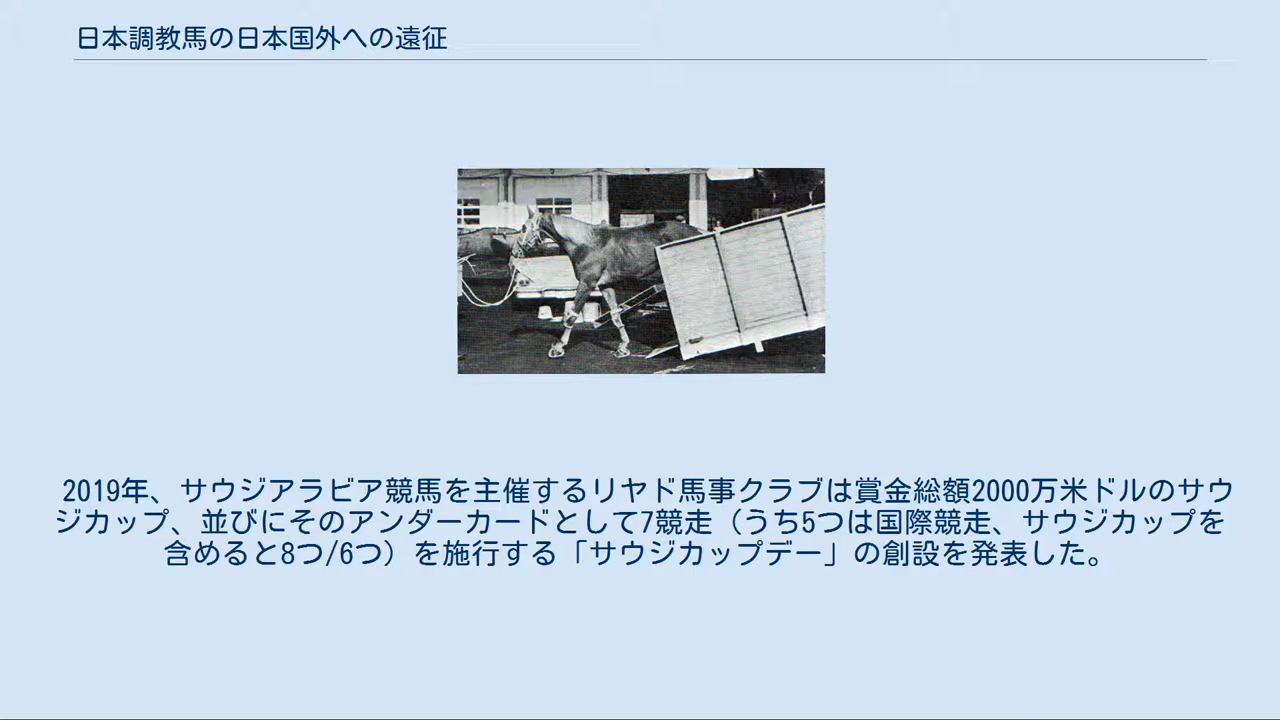 日本調教馬の日本国外への遠征
2019年、サウジアラビア競馬を主催するリヤド馬事クラブは賞金総額2000万米ドルのサウ
ジカップ、並びにそのアンダーカードとして7競走（うち5つは国際競走、サウジカップを
含めると8つ/6つ）を施行する「サウジカップデー」の創設を発表した。